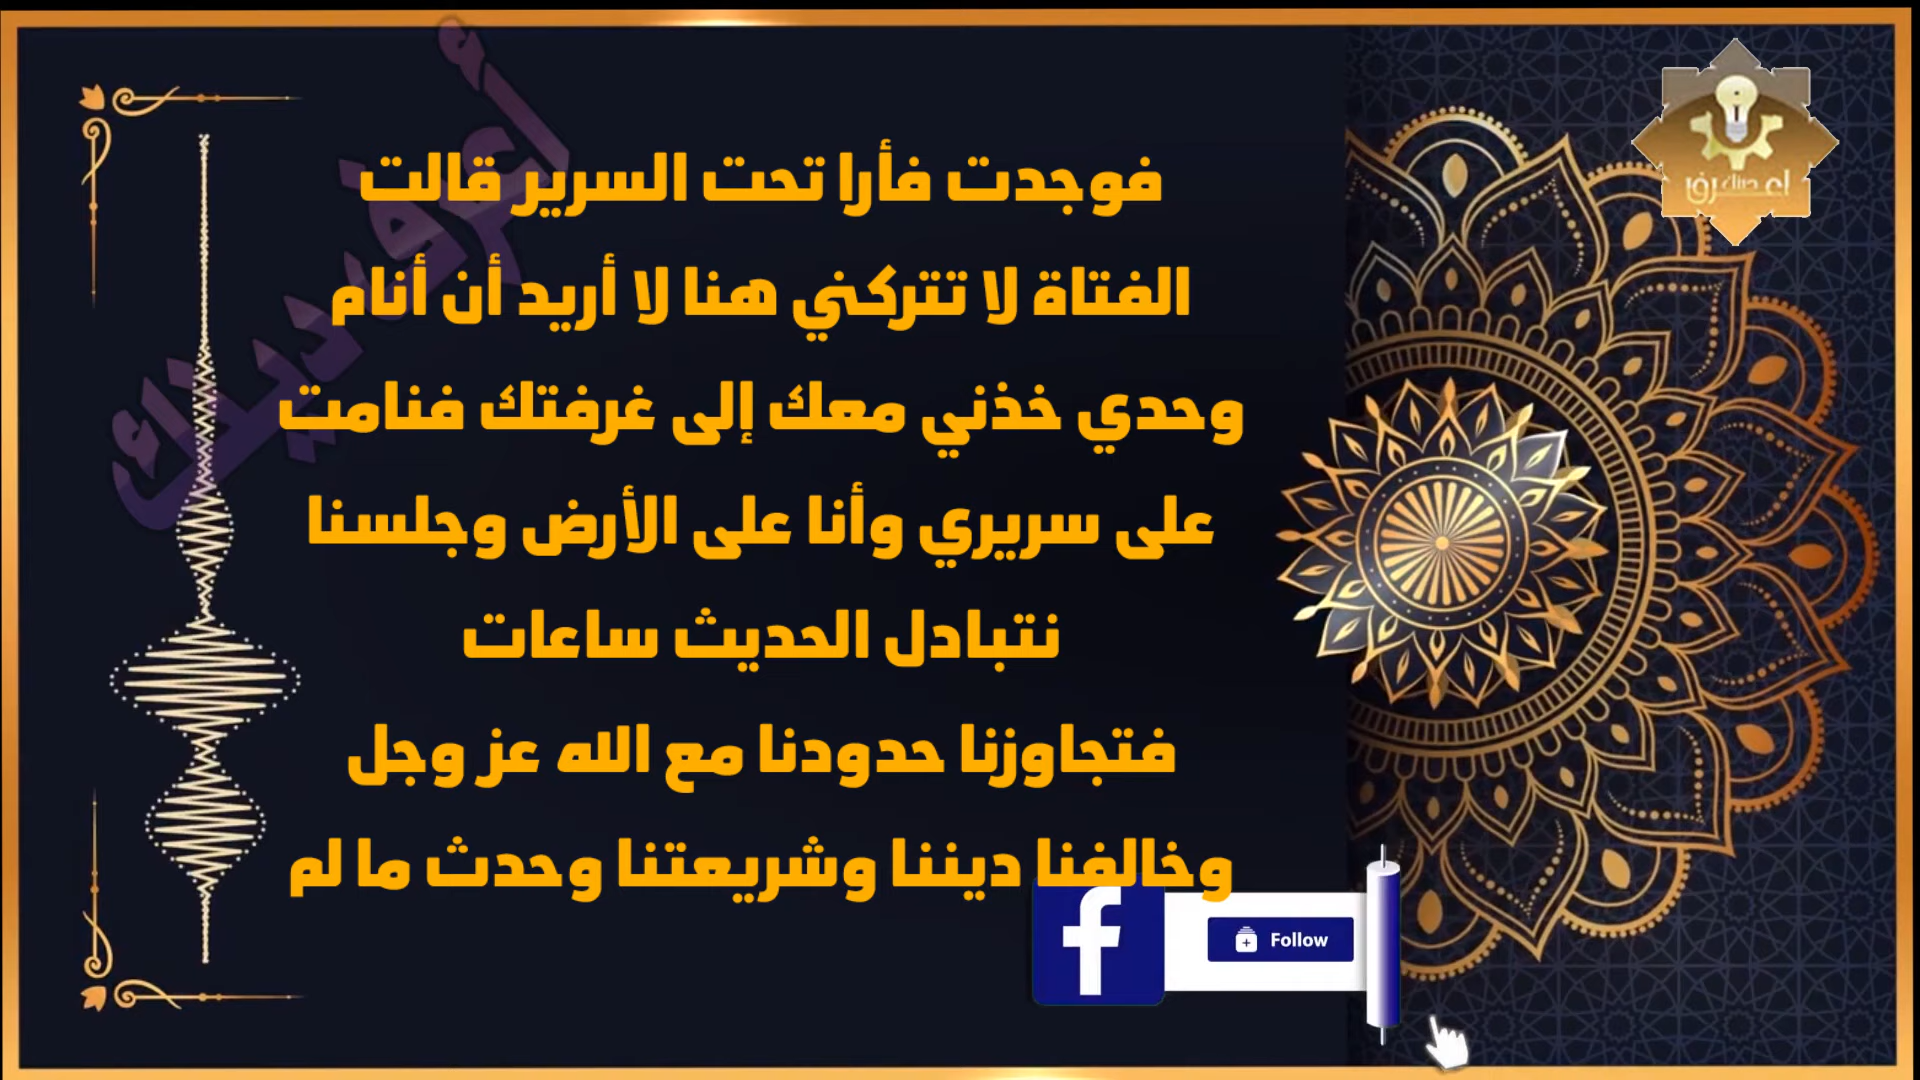 فوجدت فأرا تحت السرير قالت
الفتاة لا تتركني هنا لا أريد أن أنام
وحدي خذني معك إلى غرفتك فنامت
على سريري وأنا على الأرض وجلسنا
نتبادل الحديث ساعات
فتجاوزنا حدودنا مع الله عز وجل
وخالفنا ديننا وشريعتنا وحدث ما لم
Follow
أعرف دينك